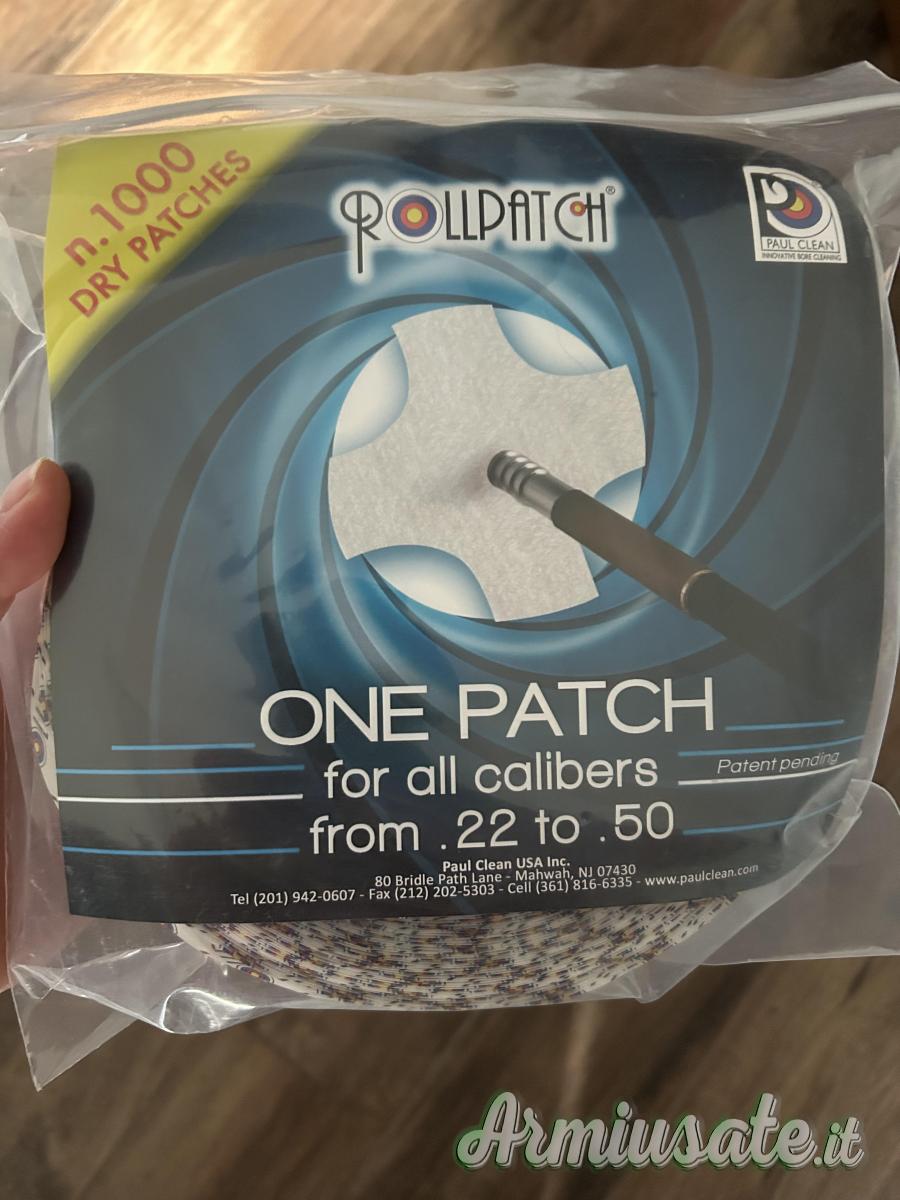 n.1000
DRY PATCHES
ROLLPATCH®
PAUL CLEAN
INNOVATIVE BORE CLEANING
ONE PATCH
for all calibers
Patent pending
from .22 to .50
Paul Clean USA Inc.
80 Bridle Path Lane - Mahwah, NJ 07430
Tel (201) 942-0607 - Fax (212) 202-5303 - Cell (361) 816-6335 - www.paulclean.com
Armiusate.it